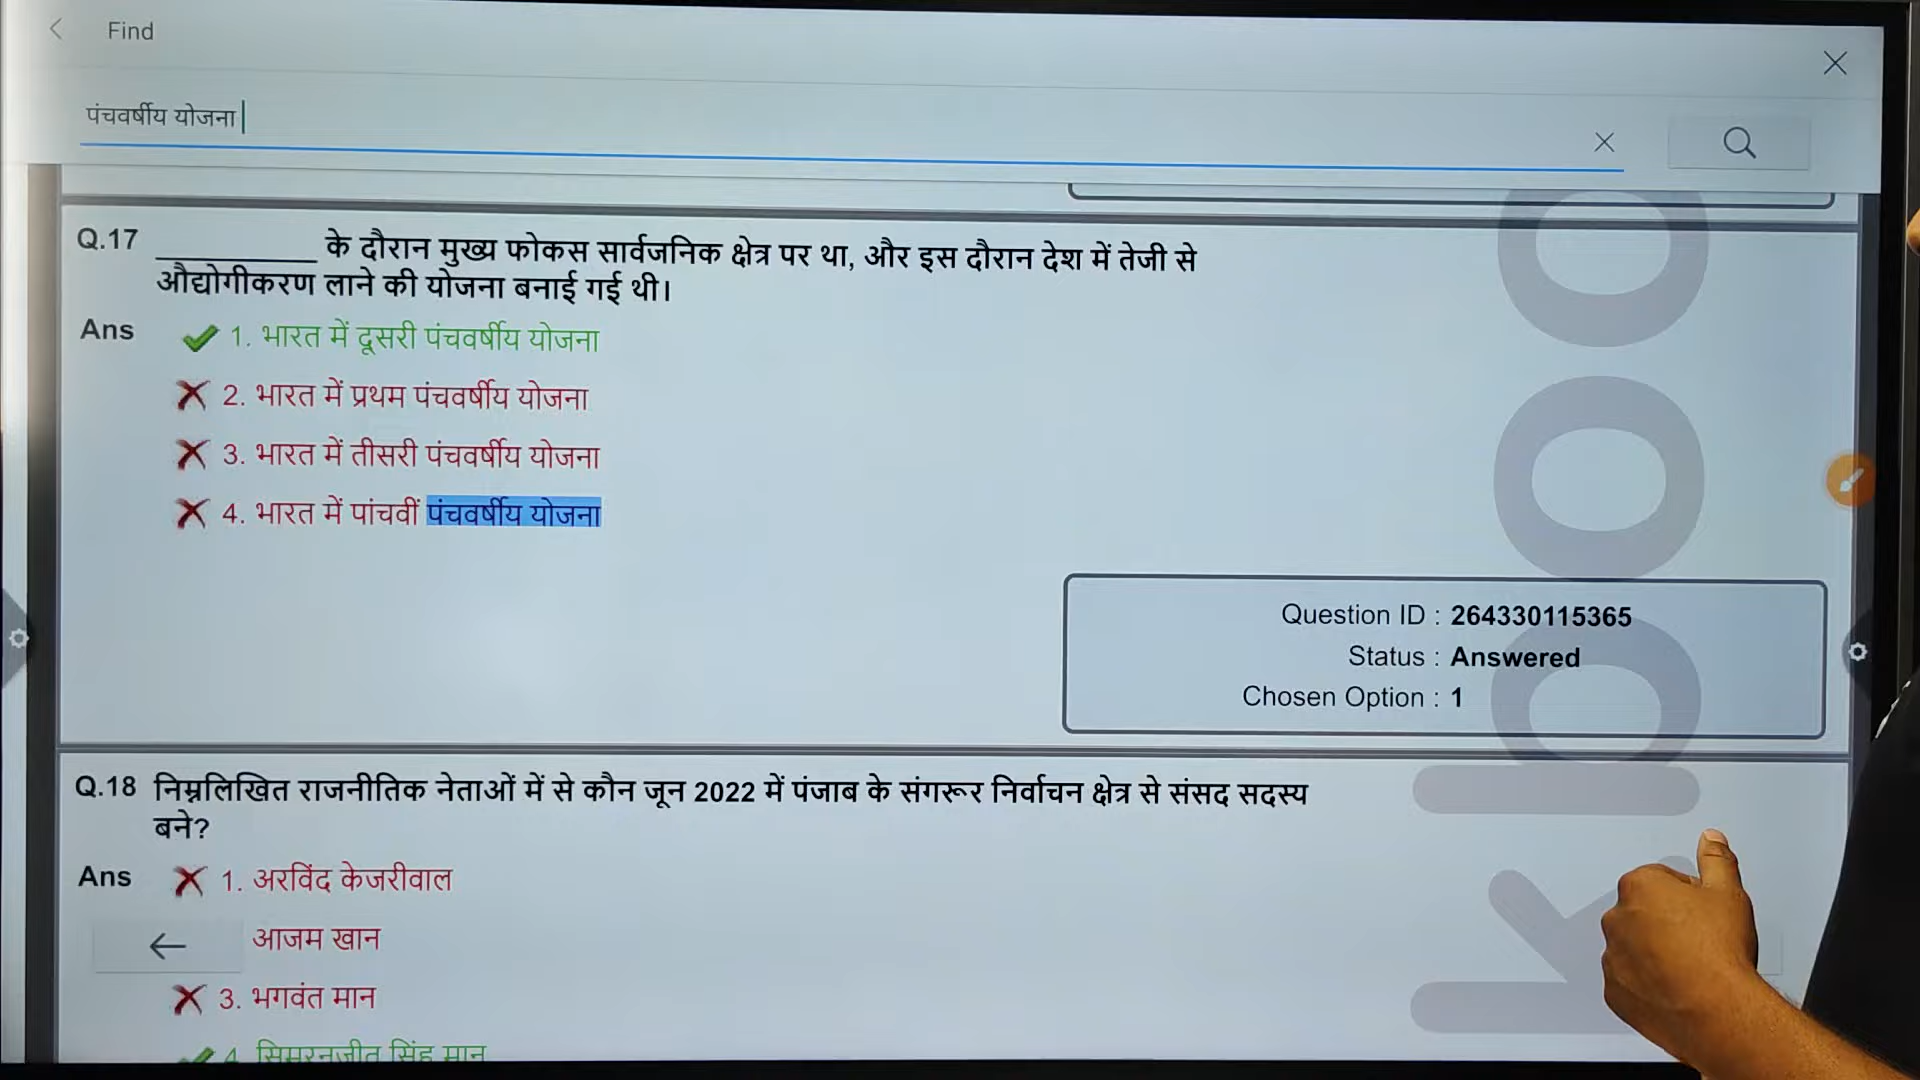 Find
पंचवर्षीय योजना
Q.17 ________ के दौरान मुख्य फोकस सार्वजनिक क्षेत्र पर था, और इस दौरान देश में तेजी से
औद्योगीकरण लाने की योजना बनाई गई थी।
Ans 1. भारत में दूसरी पंचवर्षीय योजना
2. भारत में प्रथम पंचवर्षीय योजना
3. भारत में तीसरी पंचवर्षीय योजना
4. भारत में पांचवीं पंचवर्षीय योजना
Question ID : 264330115365
Status : Answered
Chosen Option : 1
Q.18 निम्नलिखित राजनीतिक नेताओं में से कौन जून 2022 में पंजाब के संगरूर निर्वाचन क्षेत्र से संसद सदस्य
बने?
Ans 1. अरविंद केजरीवाल
आजम खान
3. भगवंत मान
4. सिमरनजीत सिंह मान